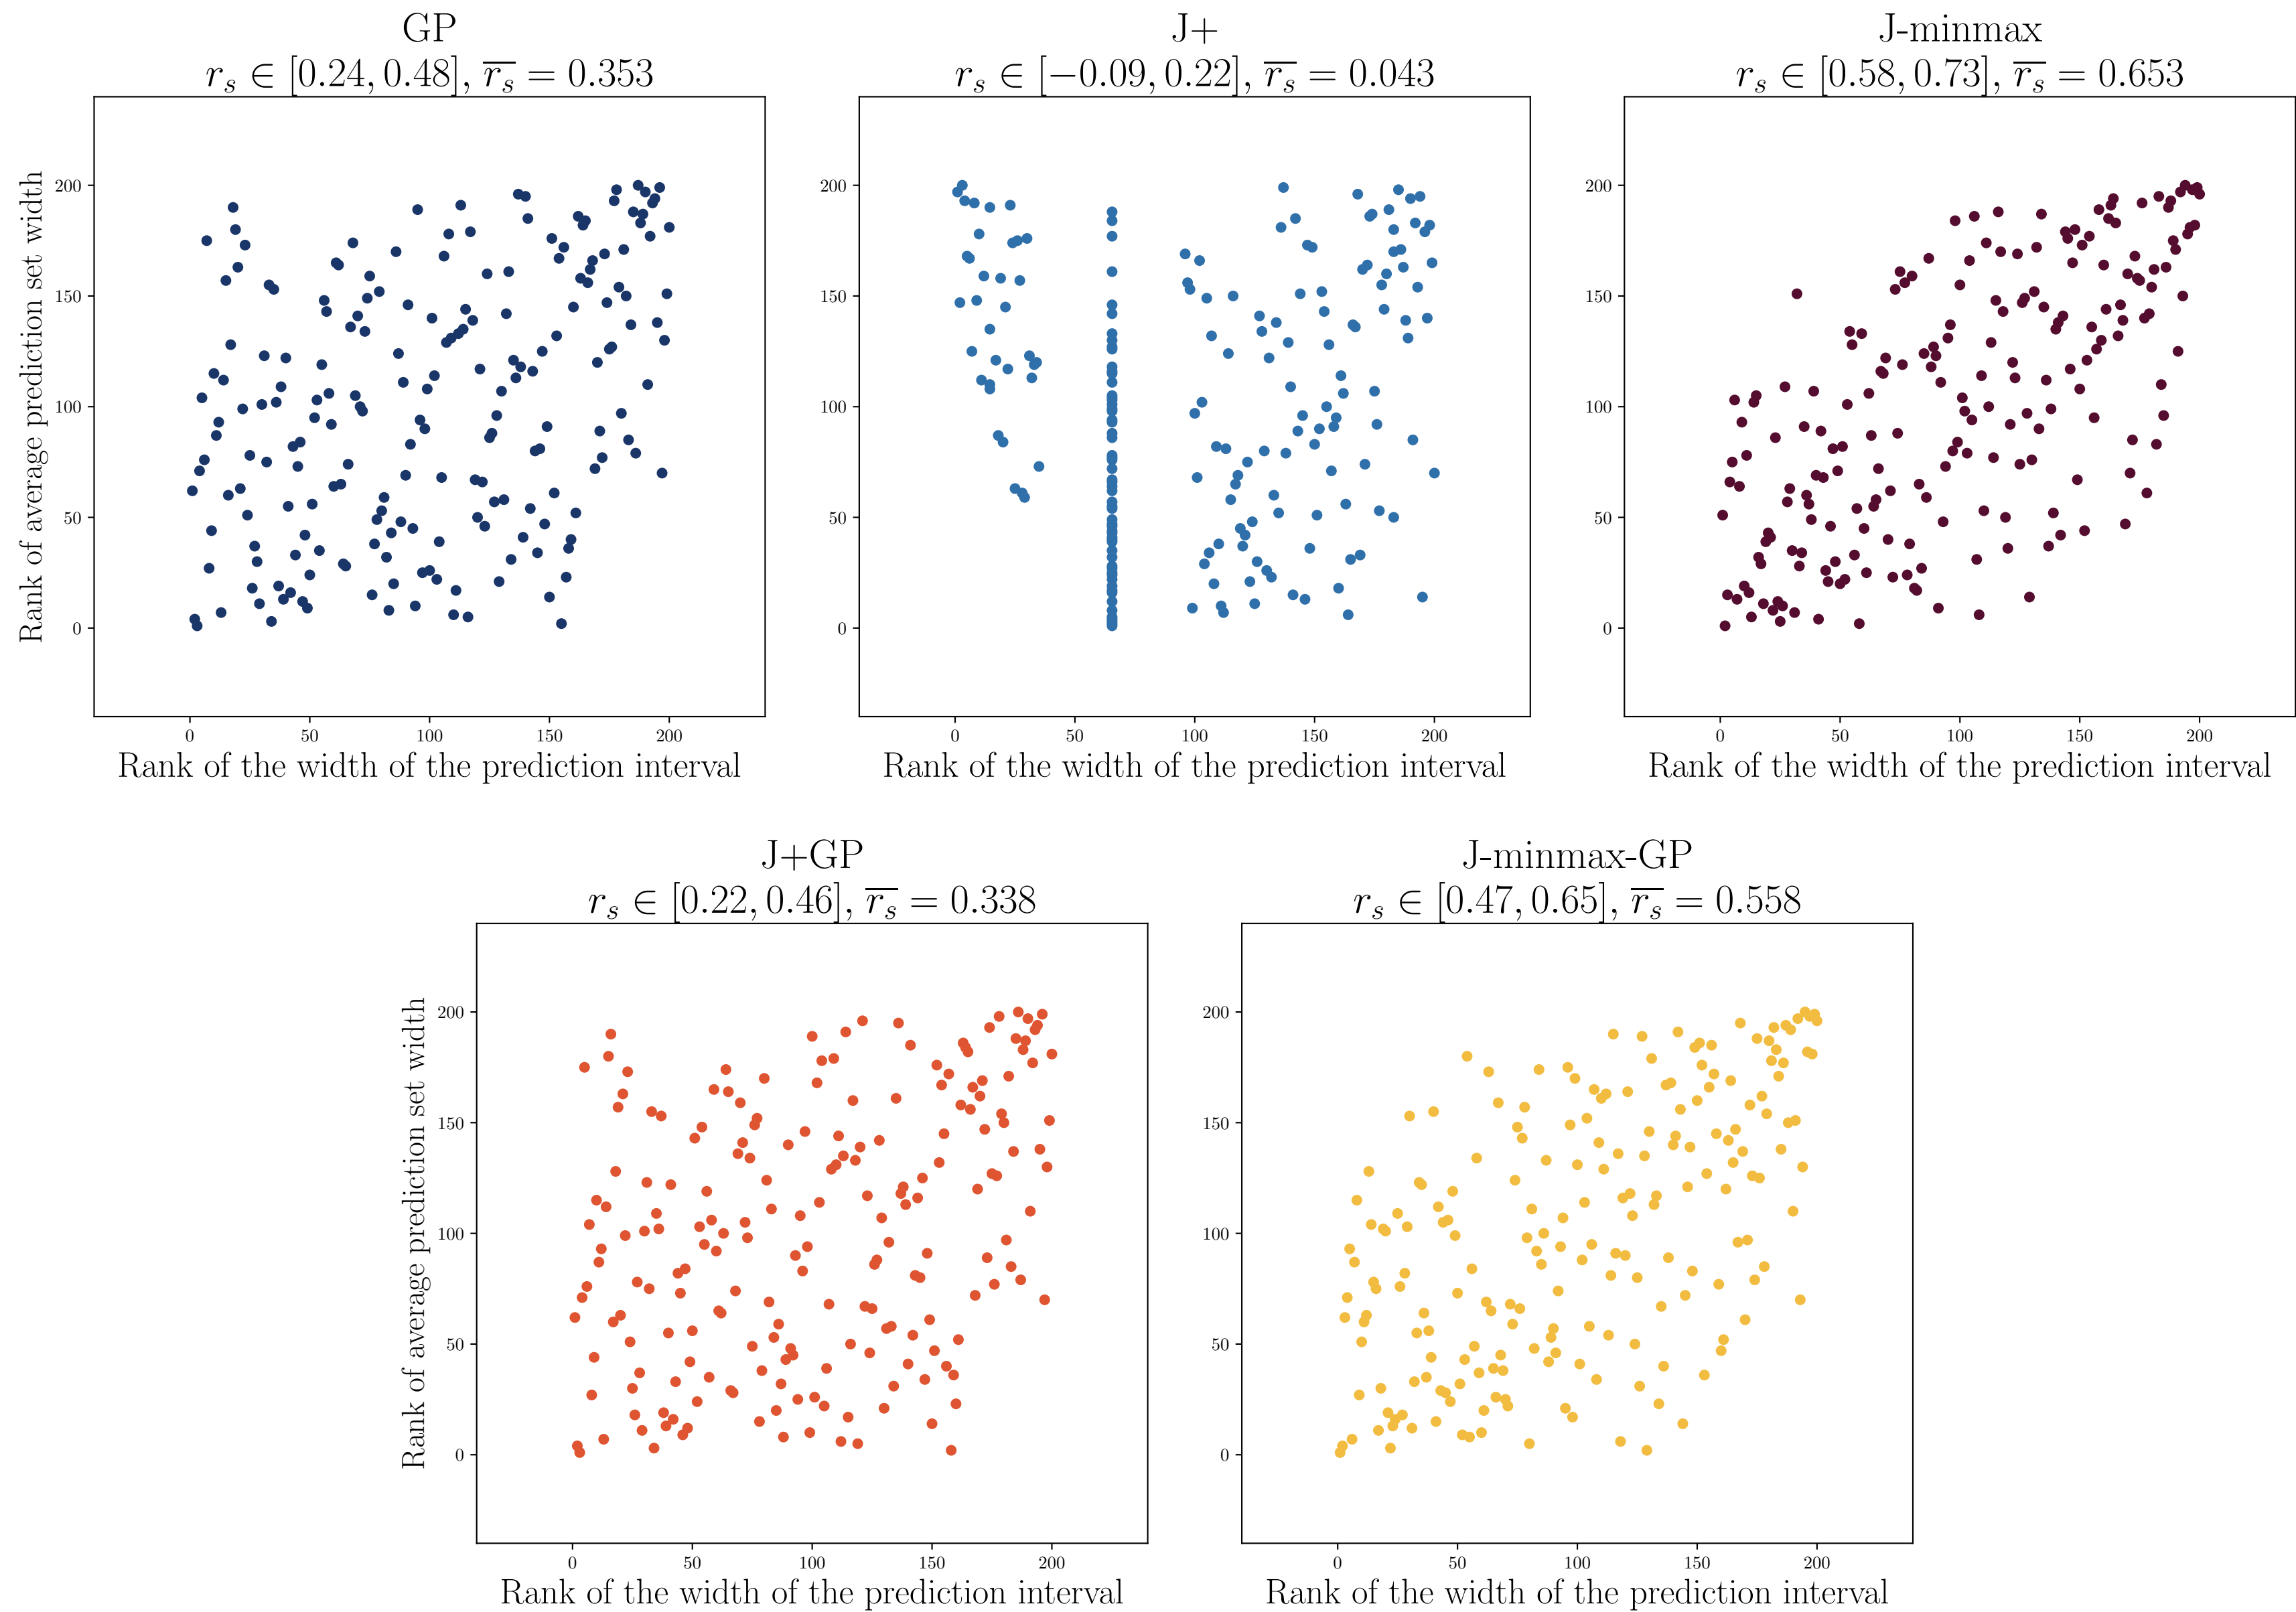 GP
r_s ∈ [0.24, 0.48], \overline{r_s} = 0.353
J+
r_s ∈ [−0.09, 0.22], \overline{r_s} = 0.043
J-minmax
r_s ∈ [0.58, 0.73], \overline{r_s} = 0.653
Rank of average prediction set width
200
150
100
50
0
0 50 100 150 200
Rank of the width of the prediction interval
200
150
100
50
0
0 50 100 150 200
Rank of the width of the prediction interval
200
150
100
50
0
0 50 100 150 200
Rank of the width of the prediction interval
J+GP
r_s ∈ [0.22, 0.46], \overline{r_s} = 0.338
J-minmax-GP
r_s ∈ [0.47, 0.65], \overline{r_s} = 0.558
Rank of average prediction set width
200
150
100
50
0
0 50 100 150 200
Rank of the width of the prediction interval
200
150
100
50
0
0 50 100 150 200
Rank of the width of the prediction interval